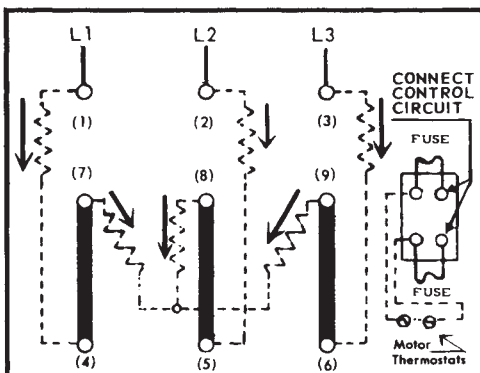 L1 L2 L3
CONNECT
CONTROL
CIRCUIT
(1) (2) (3)
FUSE
(7) (8) (9)
FUSE
(4) (5) (6)
Motor
Thermostats